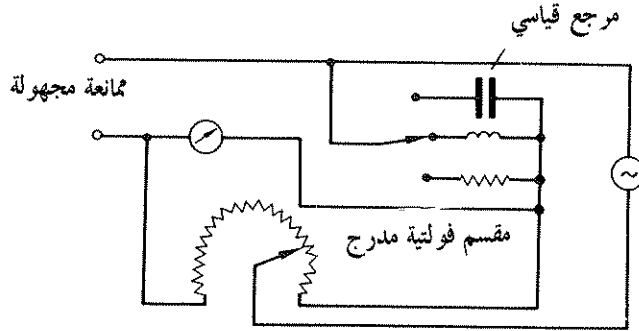 مرجع قياسي
ممانعة مجهولة
مقسم فولتية مدرج